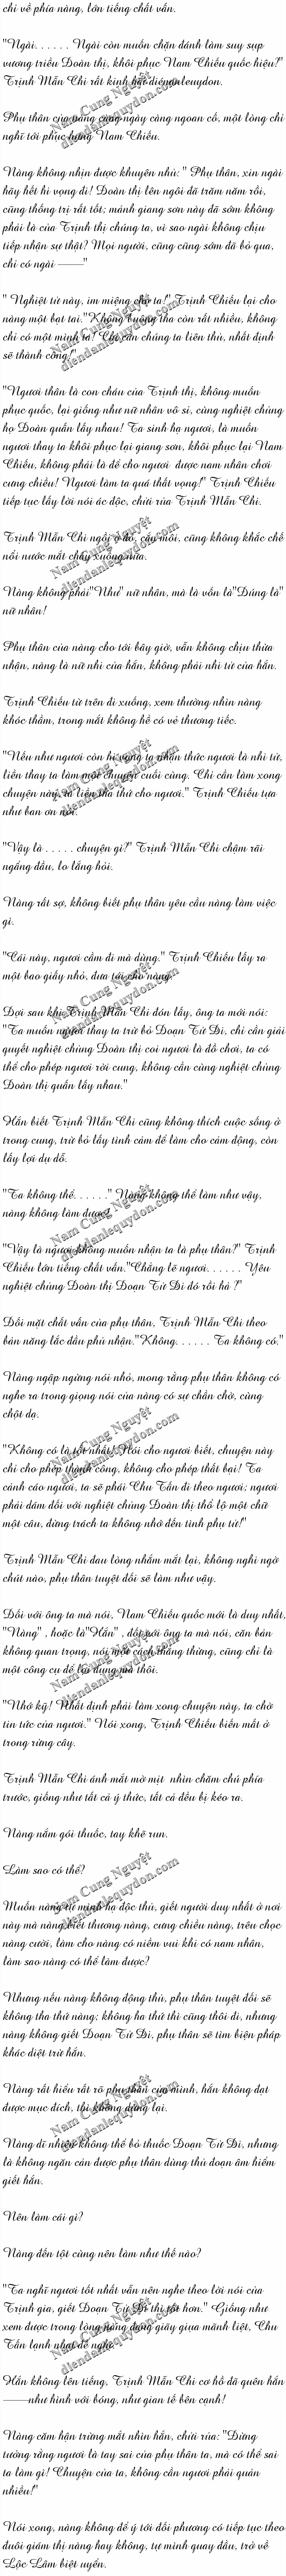 chỉ về phía nàng, lớn tiếng chất vấn.
"Ngài. . . . . . Ngài còn muốn chặn đánh làm suy sụp
vương triều Đoàn thị, khôi phục Nam Chiếu quốc hiệu?"
Trịnh Mẫn Chi rất kinh hãi
Phụ thân của nàng càng ngày càng ngoan cố, một lòng chỉ
nghĩ tới phục hưng Nam Chiếu.
Nàng không nhịn được khuyên nhủ: " Phụ thân, xin ngài
hãy hết hi vọng đi! Đoàn thị lên ngôi đã trăm năm rồi,
cũng thống trị rất tốt; mảnh giang sơn này đã sớm không
phải là của Trịnh thị chúng ta, vì sao ngài không chịu
tiếp nhận sự thật? Mọi người, cũng cũng sớm đã bỏ qua,
chỉ có ngài ——"
" Nghiệt tử này, im miệng cho ta!" Trịnh Chiếu lại cho
nàng một bạt tai. "Không buông tha còn rất nhiều, không
chỉ có một mình ta! Chỉ cần chúng ta liên thủ, nhất định
sẽ thành công!"
"Ngươi thân là con cháu của Trịnh thị, không muốn
phục quốc, lại giống như nữ nhân vô sỉ, cùng nghiệt chủng
họ Đoàn quấn lấy nhau! Ta sinh hạ ngươi, là muốn
ngươi thay ta khôi phục lại giang sơn, khôi phục lại Nam
Chiếu, không phải là để cho ngươi được nam nhân chơi
cưng chiều! Ngươi làm ta quá thất vọng!" Trịnh Chiếu
tiếp tục lấy lời nói ác độc, chửi rủa Trịnh Mẫn Chi.
Trịnh Mẫn Chi ngồi ở đó, cắn môi, cũng không khắc chế
nổi nước mắt chảy xuống nữa.
Nàng không phải"Như" nữ nhân, mà là vốn là"Đúng là"
nữ nhân!
Phụ thân của nàng cho tới bây giờ, vẫn không chịu thừa
nhận, nàng là nữ nhi của hắn, không phải nhi tử của hắn.
Trịnh Chiếu từ trên đi xuống, xem thường nhìn nàng
khóc thầm, trong mắt không hề có vẻ thương tiếc.
"Nếu như ngươi còn hi vọng ta nhận thức ngươi là nhi tử,
liền thay ta làm một chuyện cuối cùng. Chỉ cần làm xong
chuyện này, ta liền tha thứ cho ngươi." Trịnh Chiếu tựa
như ban ơn nói.
"Vậy là . . . . . chuyện gì?" Trịnh Mẫn Chi chậm rãi
ngẩng đầu, lo lắng hỏi.
Nàng rất sợ, không biết phụ thân yêu cầu nàng làm việc
gì.
"Cái này, ngươi cầm đi mà dùng." Trịnh Chiếu lấy ra
một bao giấy nhỏ, đưa tới cho nàng.
Đợi sau khi Trịnh Mẫn Chi đón lấy, ông ta mới nói:
"Ta muốn ngươi thay ta trừ bỏ Đoạn Tử Di, chỉ cần giải
quyết nghiệt chủng Đoàn thị coi ngươi là đồ chơi, ta có
thể cho phép ngươi rời cung, không cần cùng nghiệt chủng
Đoàn thị quấn lấy nhau."
Hắn biết Trịnh Mẫn Chi cũng không thích cuộc sống ở
trong cung, trừ bỏ lấy tình cảm để làm cho cảm động, còn
lấy lợi dụ dỗ.
"Ta không thể. . . . . ." Nàng không thể làm như vậy,
nàng không làm được!
"Vậy là ngươi không muốn nhận ta là phụ thân?" Trịnh
Chiếu lớn tiếng chất vấn."Chẳng lẽ ngươi. . . . . . Yêu
nghiệt chủng Đoàn thị Đoạn Tử Di đó rồi hả ?"
Đối mặt chất vấn của phụ thân, Trịnh Mẫn Chi theo
bản năng lắc đầu phủ nhận."Không. . . . . . Ta không có."
Nàng ngập ngừng nói nhỏ, mong rằng phụ thân không có
nghe ra trong giọng nói của nàng có sự chần chờ, cùng
chột dạ.
"Không có là tốt nhất! Nói cho ngươi biết, chuyện này
chỉ cho phép thành công, không cho phép thất bại! Ta
cảnh cáo ngươi, ta sẽ phái Chu Tấn đi theo ngươi; ngươi
phải dám đối với nghiệt chủng Đoàn thị thổ lộ một chữ
một câu, đừng trách ta không nhớ đến tình phụ tử!"
Trịnh Mẫn Chi đau lòng nhắm mắt lại, không nghi ngờ
chút nào, phụ thân tuyệt đối sẽ làm như vậy.
Đối với ông ta mà nói, Nam Chiếu quốc mới là duy nhất,
"Nàng" , hoặc là"Hắn" , đối với ông ta mà nói, căn bản
không quan trọng, nói một cách thẳng thừng, cũng chỉ là
một công cụ để lợi dụng mà thôi.
"Nhớ kỹ! Nhất định phải làm xong chuyện này, ta chờ
tin tức của ngươi." Nói xong, Trịnh Chiếu biến mất ở
trong rừng cây.
Trịnh Mẫn Chi ánh mắt mờ mịt nhìn chăm chú phía
trước, giống như tất cả ý thức, tất cả đều bị kéo ra.
Nàng nắm gói thuốc, tay khẽ run.
Làm sao có thể?
Muốn nàng tự mình hạ độc thủ, giết người duy nhất ở nơi
này mà nàng biết thương nàng, cưng chiều nàng, trêu chọc
nàng cười, làm cho nàng có niềm vui khi có nam nhân,
làm sao nàng có thể làm được?
Nhưng nếu nàng không động thủ, phụ thân tuyệt đối sẽ
không tha thứ nàng; không tha thứ thì cũng thôi đi, nhưng
nàng không giết Đoạn Tử Di, phụ thân sẽ tìm biện pháp
khác diệt trừ hắn.
Nàng rất hiểu rất rõ phụ thân của mình, hắn không đạt
được mục đích, thì không dừng lại.
Nàng dĩ nhiên không thể bỏ thuốc Đoạn Tử Di, nhưng
là không ngăn cản được phụ thân dùng thủ đoạn âm hiểm
giết hắn.
Nên làm cái gì?
Nàng đến tột cùng nên làm như thế nào?
"Ta nghĩ ngươi tốt nhất vẫn nên nghe theo lời nói của
Trịnh gia, giết Đoạn Tử Di thì tốt hơn." Giống như
xem được trong lòng nàng đang giãy giụa mãnh liệt, Chu
Tấn lạnh nhạt đề nghị.
Hắn không lên tiếng, Trịnh Mẫn Chi cơ hồ đã quên hắn
——như hình với bóng, như gian tế bên cạnh!
Nàng căm hận trừng mắt nhìn hắn, chửi rủa: "Đừng
tưởng rằng ngươi là tay sai của phụ thân ta, mà có thể sai
ta làm gì! Chuyện của ta, không cần ngươi phải quản
nhiều!"
Nói xong, nàng không để ý tới đối phương có tiếp tục theo
đuôi giám thị nàng hay không, tự mình quay đầu, trở về
Lộc Lâm biệt uyển.